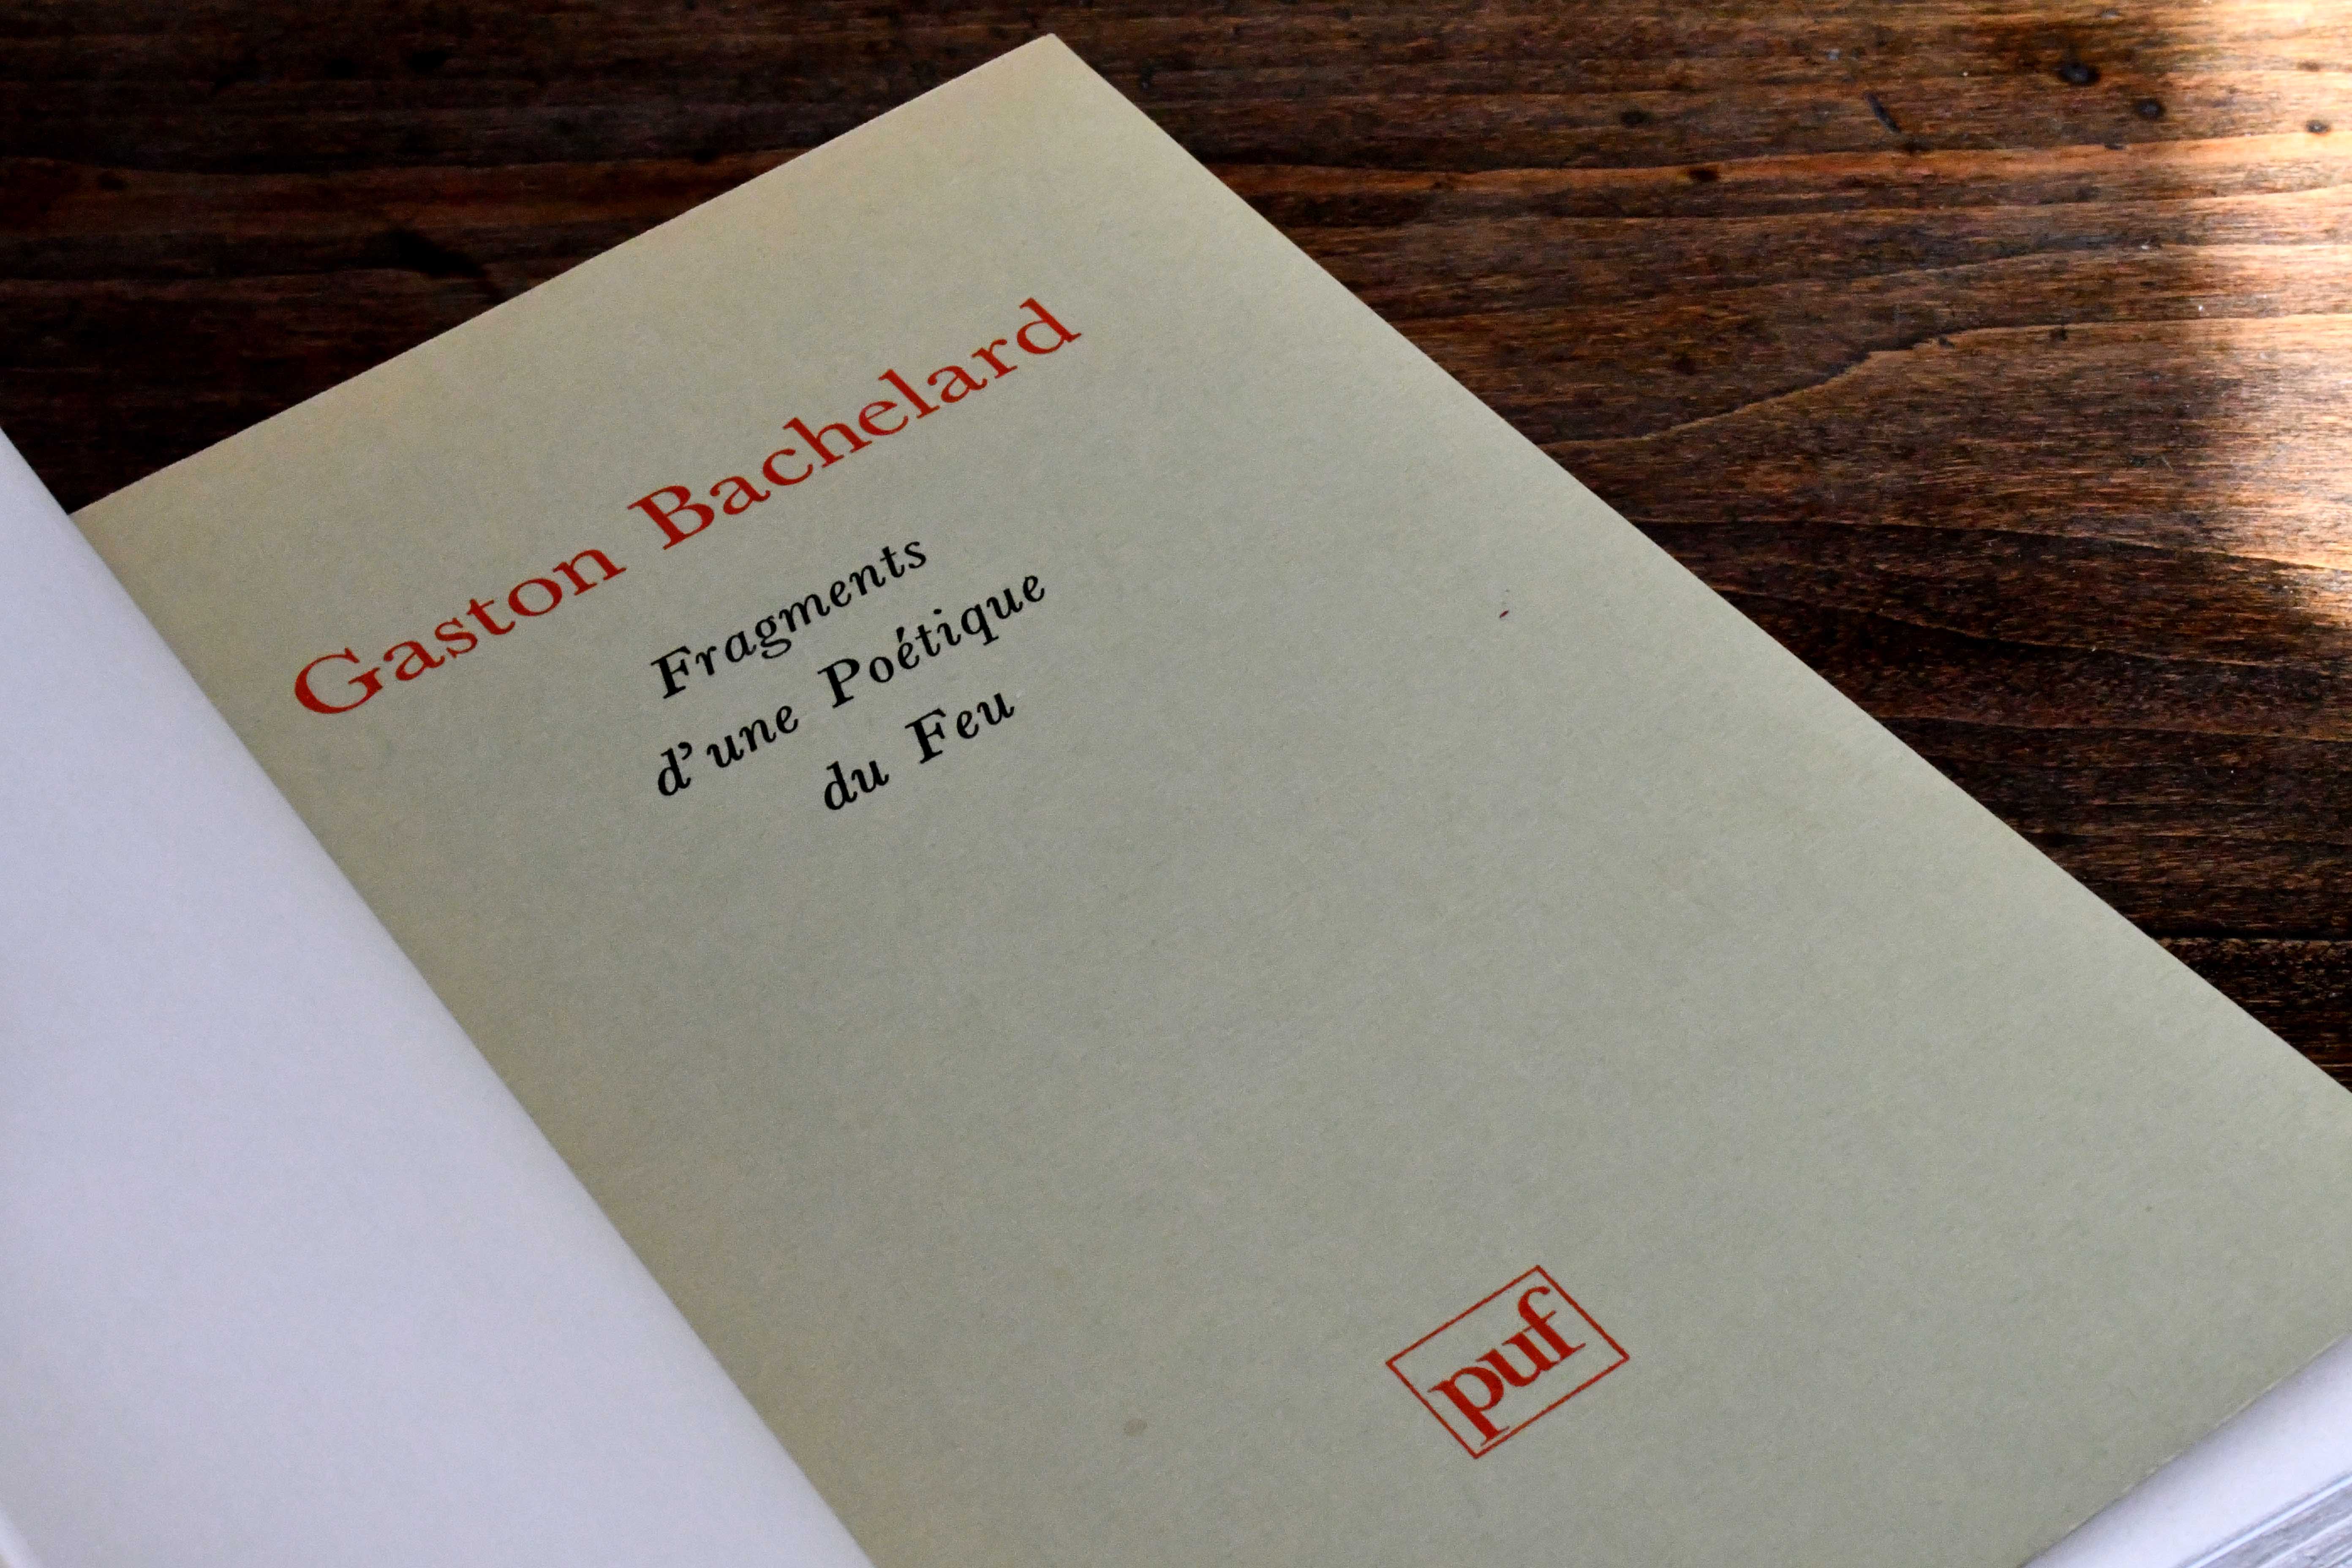 Gaston Bachelard
Fragments
d'une Poétique
du Feu
puf